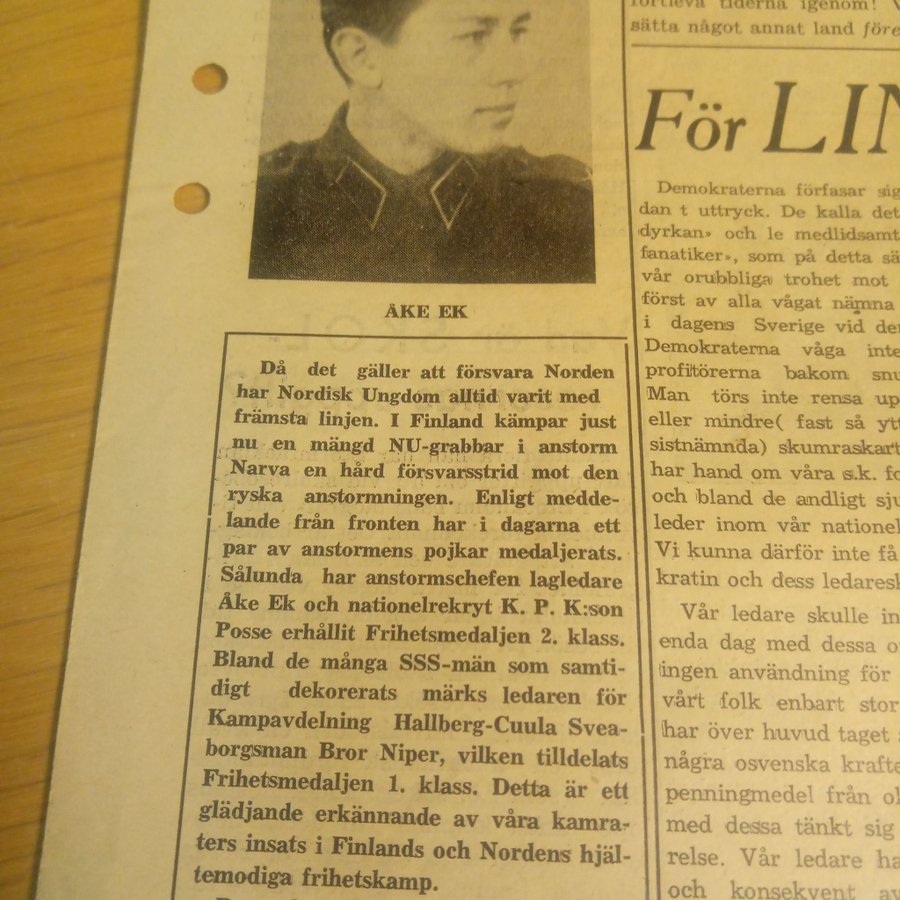 ÅKE EK
Då det gäller att försvara Norden
har Nordisk Ungdom alltid varit med i
främsta linjen. I Finland kämpar just
nu en mängd NU-grabbar i anstorm
Narva en hård försvarsstrid mot den
ryska anstormningen. Enligt medde-
lande från fronten har i dagarna ett
par av anstormens pojkar medaljerats.
Sålunda har anstormschefen lagledare
Åke Ek och nationelrekryt K. P. K:son
Posse erhållit Frihetsmedaljen 2. klass.
Bland de många SSS-män som samti-
digt dekorerats märks ledaren för
Kampavdelning Hallberg-Cuula Svea-
borgsman Bror Niper, vilken tilldelats
Frihetsmedaljen 1. klass. Detta är ett
glädjande erkännande av våra kamra-
ters insats i Finlands och Nordens hjäl-
temodiga frihetskamp.
fortleva tiderna igenom!
sätta något annat land före
För LIN
Demokraterna förfasar sig
dan t uttryck. De kalla det
dyrkan» och le medlidsamt
fanatiker», som på detta sä
vår orubbliga trohet mot
först av alla vågat nämna
i dagens Sverige vid der
Demokraterna våga inte
profitörerna bakom snu
Man törs inte rensa up
eller mindre( fast så ytt
sistnämnda) skumraskart
har hand om våra s.k. fo
och bland de andligt sju
leder inom vår nationel
Vi kunna därför inte få
kratin och dess ledaresk
Vår ledare skulle in
enda dag med dessa o
ingen användning för
vårt folk enbart stor
har över huvud taget
några osvenska krafte
penningmedel från ol
med dessa tänkt sig
relse. Vår ledare ha
och konsekvent av